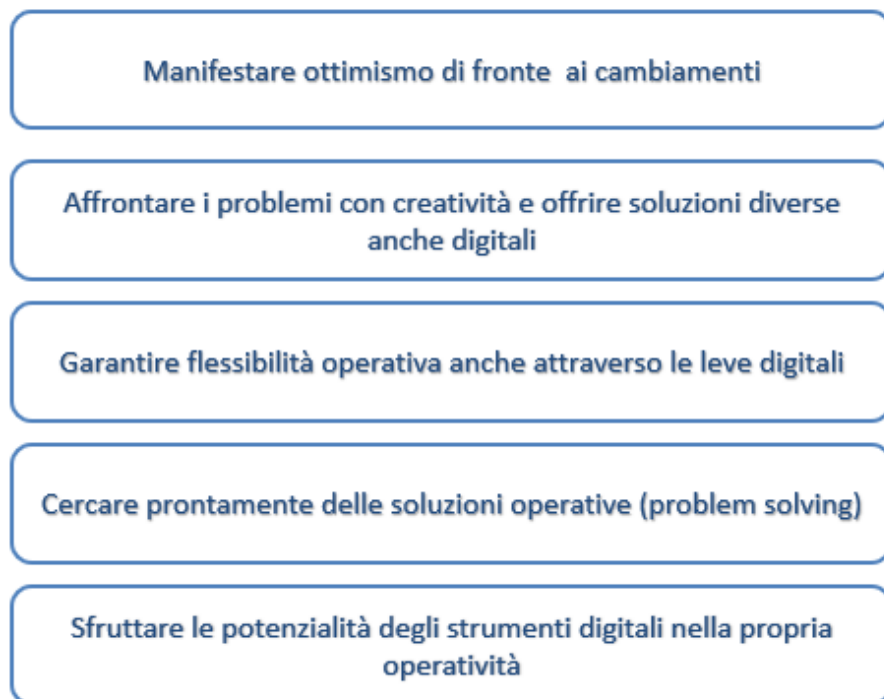 Manifestare ottimismo di fronte  ai cambiamenti
Affrontare i problemi con creatività e offrire soluzioni diverse
anche digitali
Garantire flessibilità operativa anche attraverso le leve digitali
Cercare prontamente delle soluzioni operative (problem solving)
Sfruttare le potenzialità degli strumenti digitali nella propria
operatività